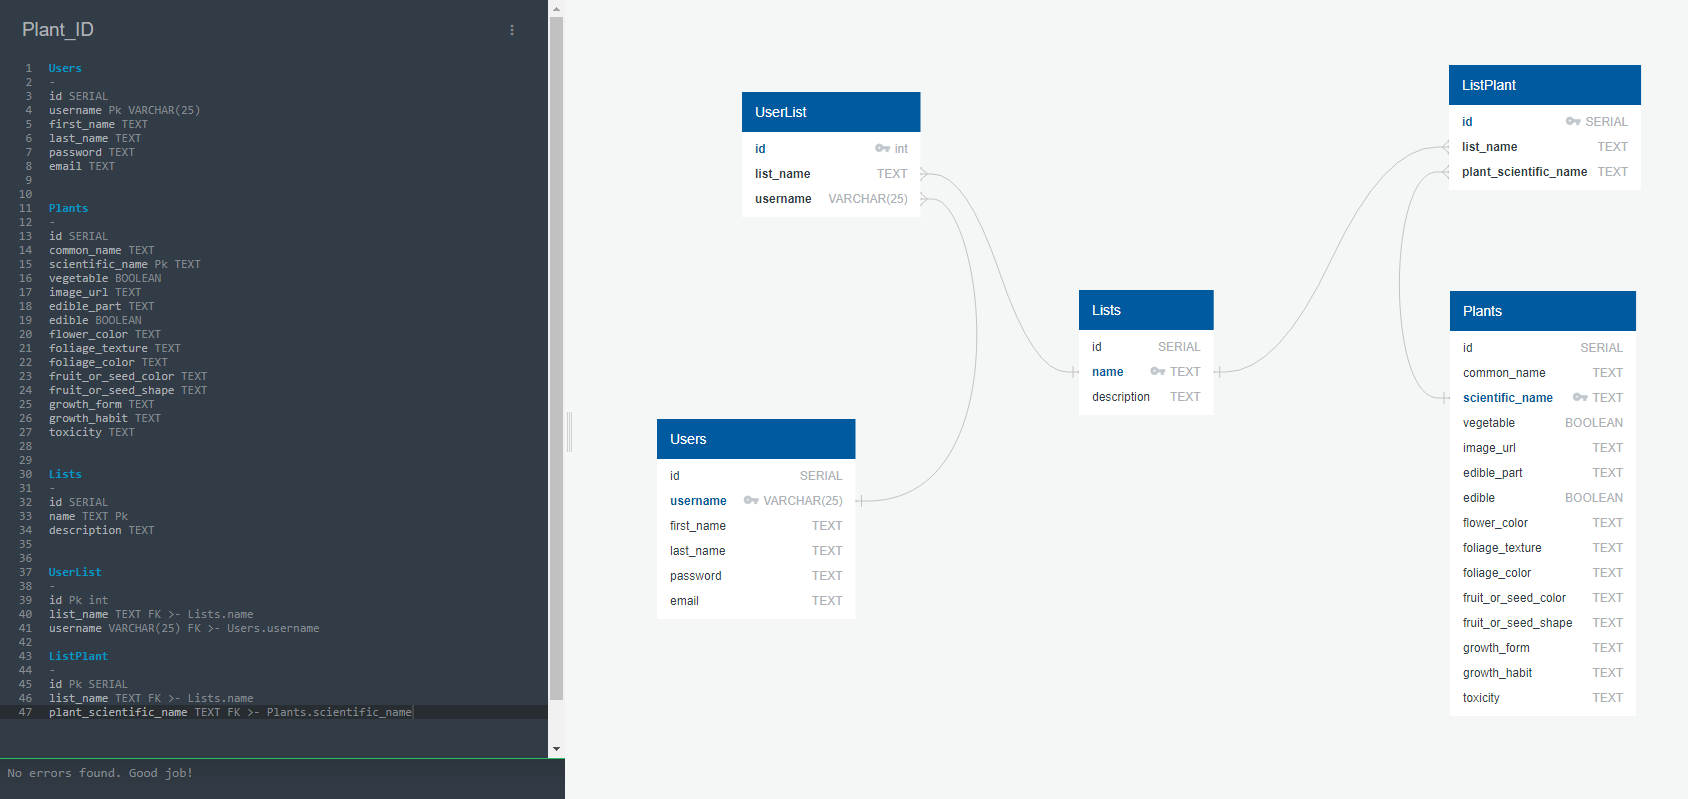 Plant_ID
1 Users
2 -
3 id SERIAL
4 username Pk VARCHAR(25)
5 first_name TEXT
6 last_name TEXT
7 password TEXT
8 email TEXT
9
10
11 Plants
12 -
13 id SERIAL
14 common_name TEXT
15 scientific_name Pk TEXT
16 vegetable BOOLEAN
17 image_url TEXT
18 edible_part TEXT
19 edible BOOLEAN
20 flower_color TEXT
21 foliage_texture TEXT
22 foliage_color TEXT
23 fruit_or_seed_color TEXT
24 fruit_or_seed_shape TEXT
25 growth_form TEXT
26 growth_habit TEXT
27 toxicity TEXT
28
29
30 Lists
31 -
32 id SERIAL
33 name TEXT Pk
34 description TEXT
35
36
37 UserList
38 -
39 id Pk int
40 list_name TEXT FK >- Lists.name
41 username VARCHAR(25) FK >- Users.username
42
43 ListPlant
44 -
45 id Pk SERIAL
46 list_name TEXT FK >- Lists.name
47 plant_scientific_name TEXT FK >- Plants.scientific_name
No errors found. Good job!
UserList
id int
list_name TEXT
username VARCHAR(25)
Users
id SERIAL
username VARCHAR(25)
first_name TEXT
last_name TEXT
password TEXT
email TEXT
Lists
id SERIAL
name TEXT
description TEXT
ListPlant
id SERIAL
list_name TEXT
plant_scientific_name TEXT
Plants
id SERIAL
common_name TEXT
scientific_name TEXT
vegetable BOOLEAN
image_url TEXT
edible_part TEXT
edible BOOLEAN
flower_color TEXT
foliage_texture TEXT
foliage_color TEXT
fruit_or_seed_color TEXT
fruit_or_seed_shape TEXT
growth_form TEXT
growth_habit TEXT
toxicity TEXT